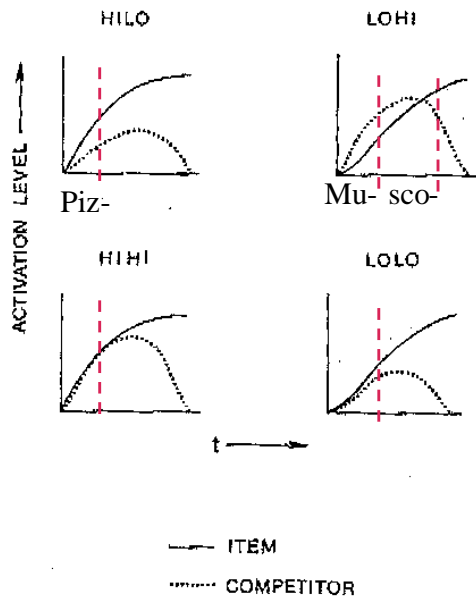 HILO
LOHI
ACTIVATION LEVEL
Piz-
Mu- sco-
HIHI
LOLO
t
ITEM
COMPETITOR